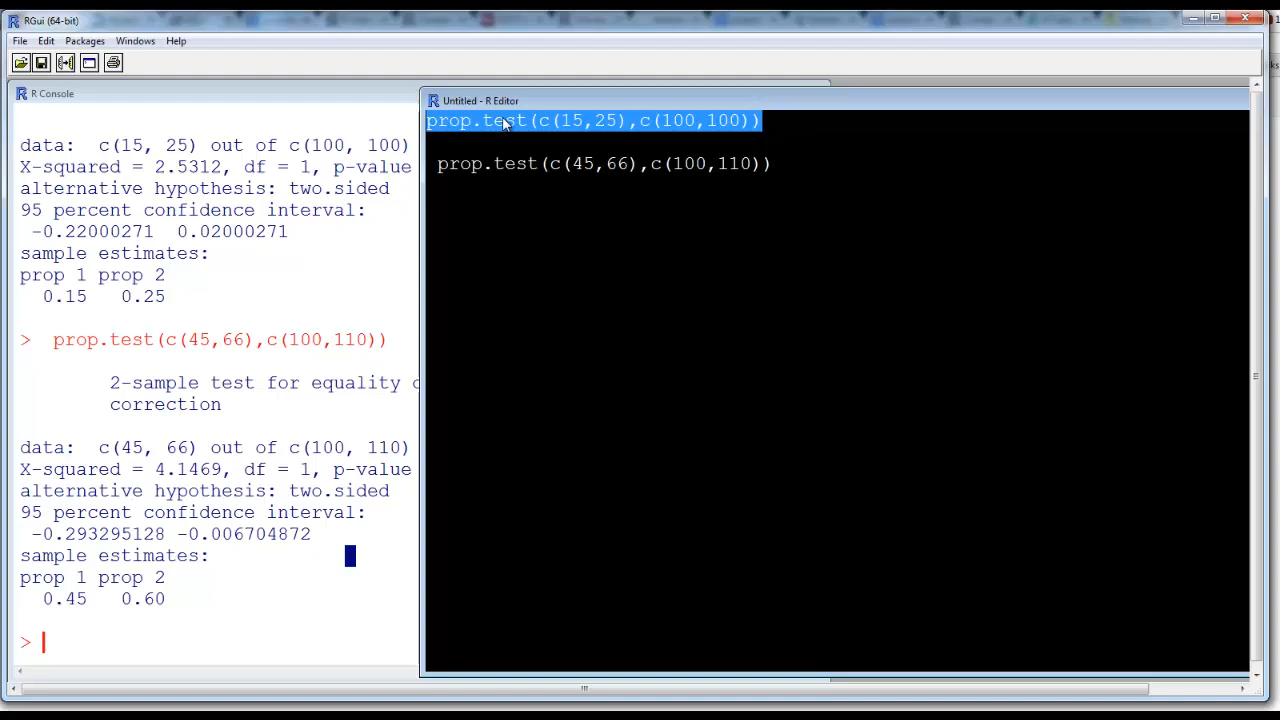 RGui (64-bit)
File Edit Packages Windows Help
R Console
data: c(15, 25) out of c(100, 100)
X-squared = 2.5312, df = 1, p-value
alternative hypothesis: two.sided
95 percent confidence interval:
-0.22000271 0.02000271
sample estimates:
prop 1 prop 2
0.15 0.25
> prop.test(c(45,66),c(100,110))
2-sample test for equality
correction
data: c(45, 66) out of c(100, 110)
X-squared = 4.1469, df = 1, p-value
alternative hypothesis: two.sided
95 percent confidence interval:
-0.293295128 -0.006704872
sample estimates:
prop 1 prop 2
0.45 0.60
>
Untitled - R Editor
prop.test(c(15,25),c(100,100))
prop.test(c(45,66),c(100,110))